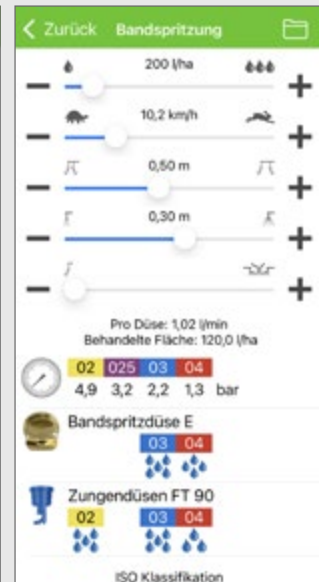 Zurück Bandspritzung
200 l/ha
10,2 km/h
0,50 m
0,30 m
Pro Düse: 1,02 l/min
Behandelte Fläche: 120,0 l/ha
02 025 03 04
4,9 3,2 2,2 1,3 bar
Bandspritzdüse E
03 04
Zungendüsen FT 90
02 03 04
ISO Klassifikation